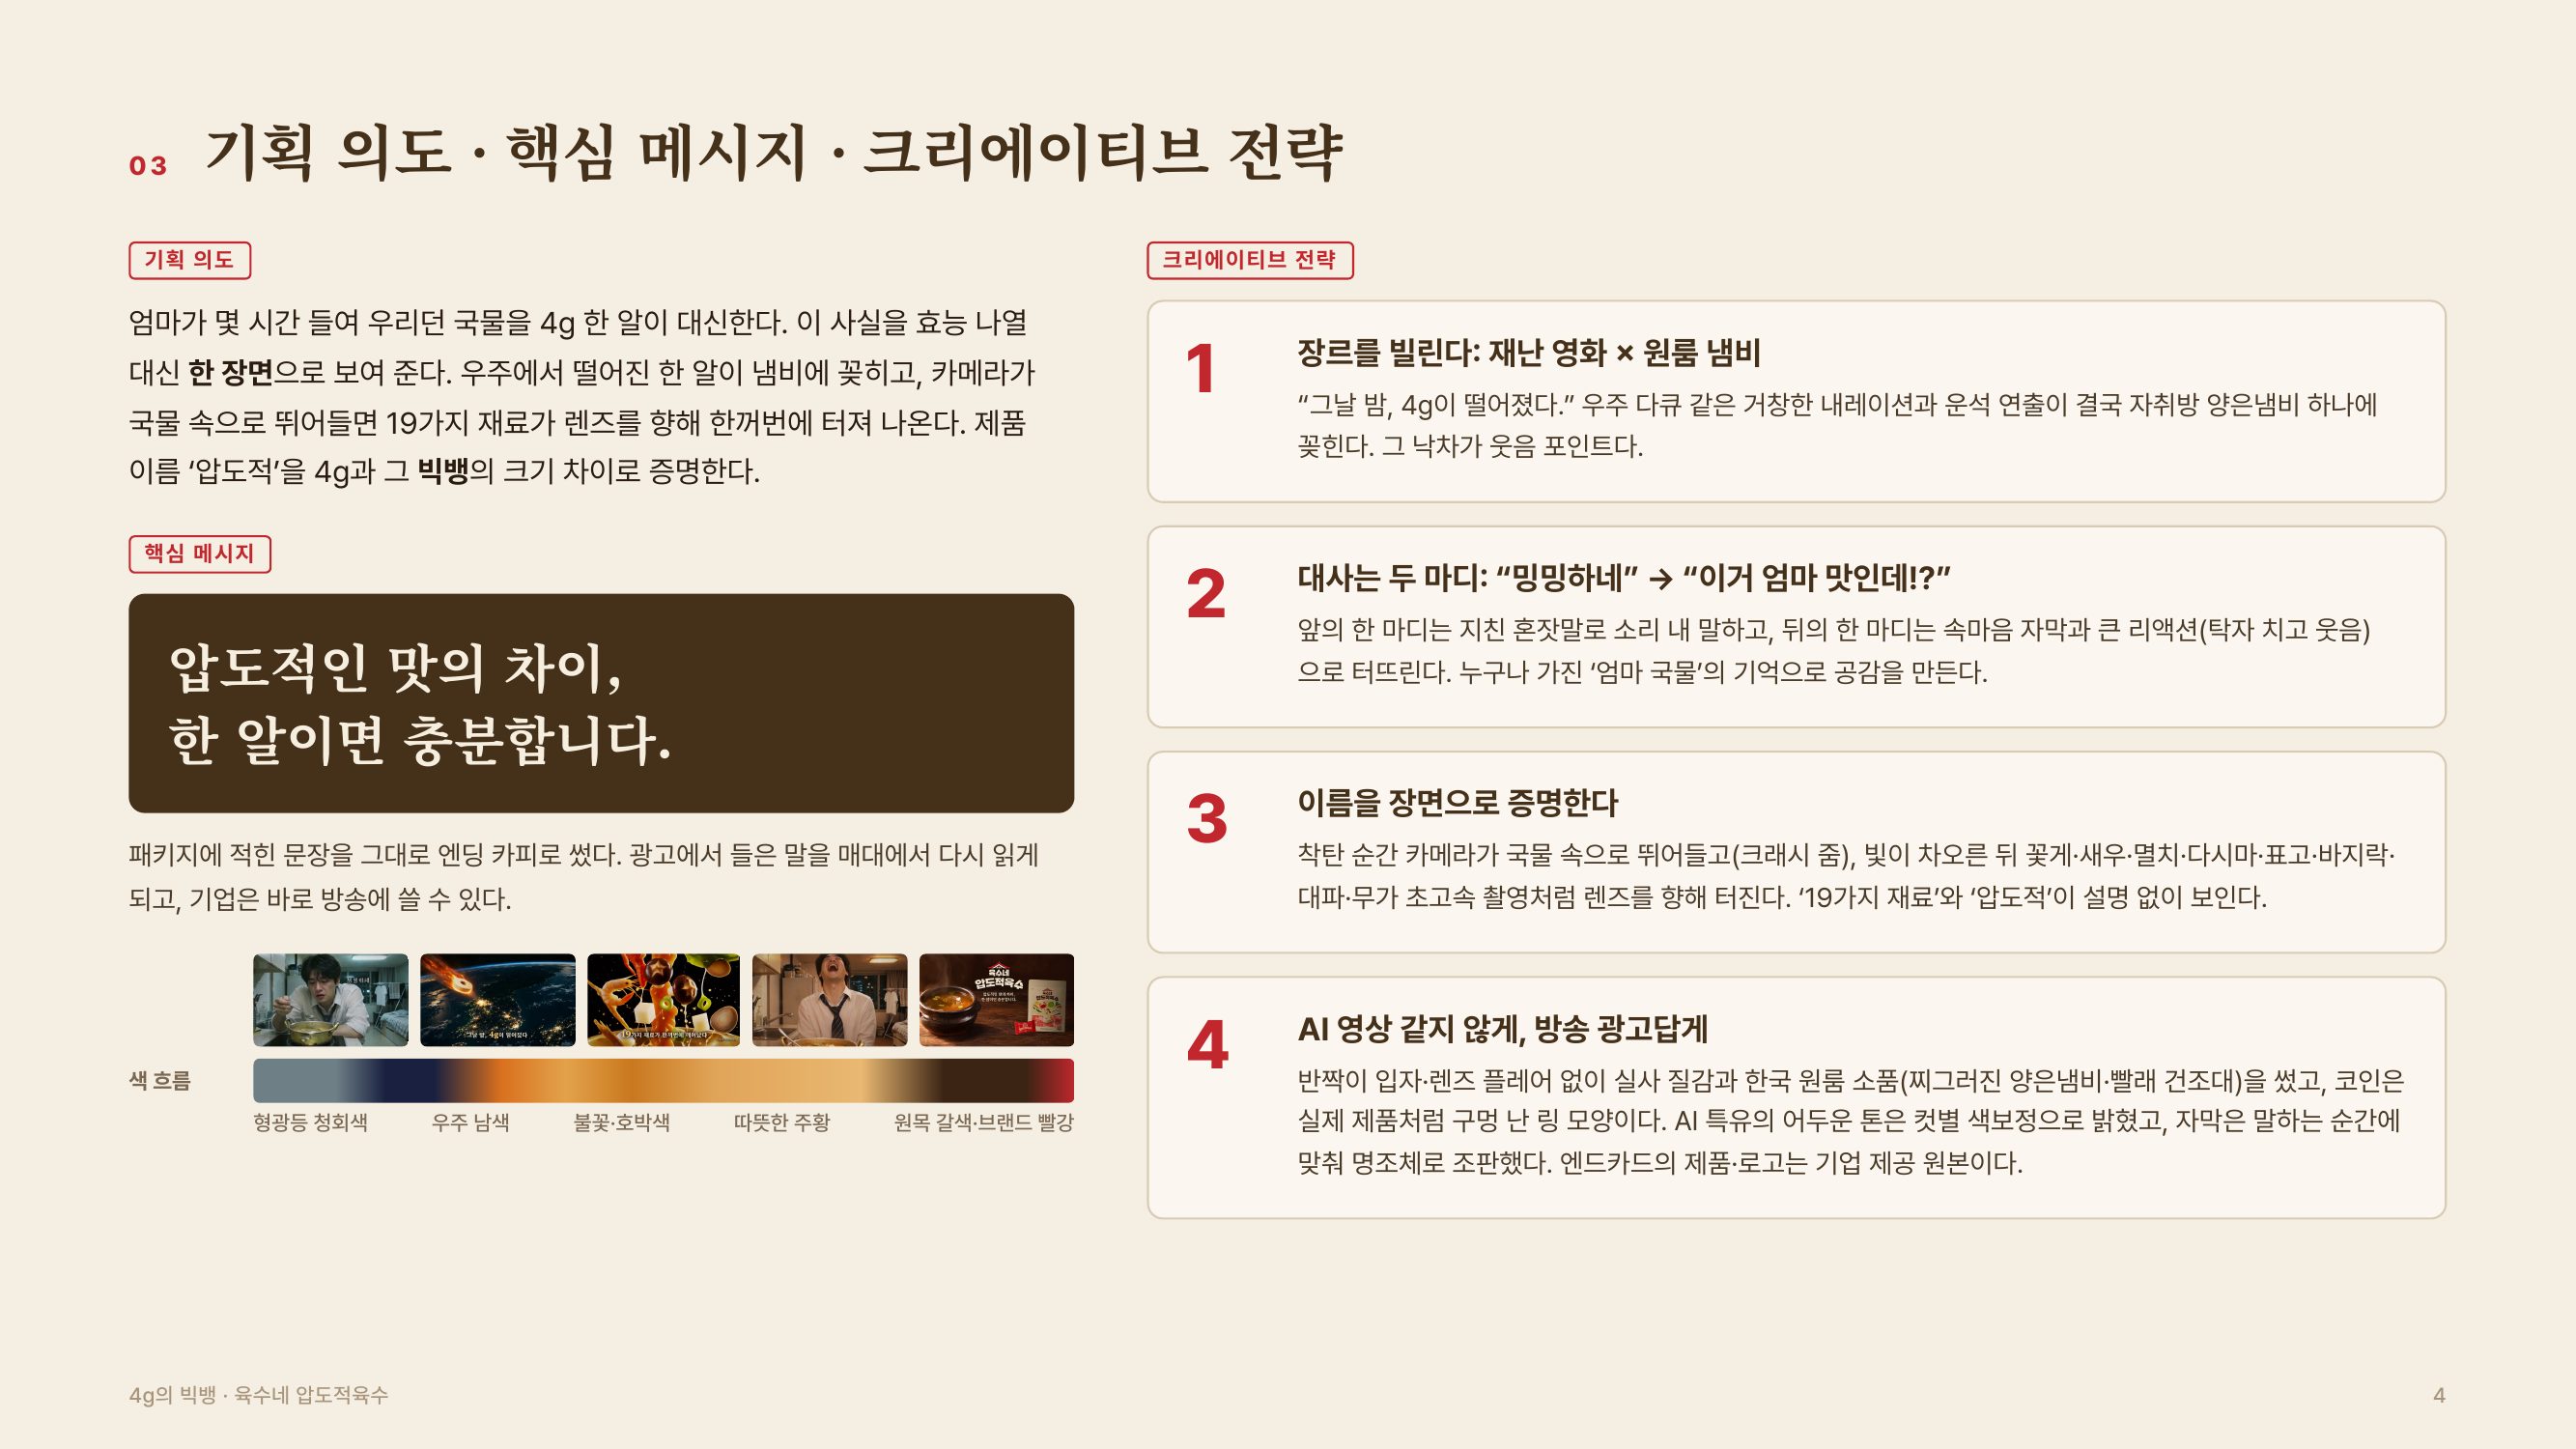 03 기획 의도 · 핵심 메시지 · 크리에이티브 전략
기획 의도
엄마가 몇 시간 들여 우리던 국물을 4g 한 알이 대신한다. 이 사실을 효능 나열
대신 한 장면으로 보여 준다. 우주에서 떨어진 한 알이 냄비에 꽂히고, 카메라가
국물 속으로 뛰어들면 19가지 재료가 렌즈를 향해 한꺼번에 터져 나온다. 제품
이름 ‘압도적’을 4g과 그 빅뱅의 크기 차이로 증명한다.
핵심 메시지
압도적인 맛의 차이,
한 알이면 충분합니다.
패키지에 적힌 문장을 그대로 엔딩 카피로 썼다. 광고에서 들은 말을 매대에서 다시 읽게
되고, 기업은 바로 방송에 쓸 수 있다.
그날 밤, 4g이 떨어졌다
19가지 재료가 한꺼번에 터져났다
육수네
압도적육수
색 흐름
형광등 청회색
우주 남색
불꽃·호박색
따뜻한 주황
원목 갈색·브랜드 빨강
크리에이티브 전략
1
장르를 빌린다: 재난 영화 × 원룸 냄비
“그날 밤, 4g이 떨어졌다.” 우주 다큐 같은 거창한 내레이션과 운석 연출이 결국 자취방 양은냄비 하나에
꽂힌다. 그 낙차가 웃음 포인트다.
2
대사는 두 마디: “밍밍하네” → “이거 엄마 맛인데!?”
앞의 한 마디는 지친 혼잣말로 소리 내 말하고, 뒤의 한 마디는 속마음 자막과 큰 리액션(탁자 치고 웃음)
으로 터뜨린다. 누구나 가진 ‘엄마 국물’의 기억으로 공감을 만든다.
3
이름을 장면으로 증명한다
착탄 순간 카메라가 국물 속으로 뛰어들고(크래시 줌), 빛이 차오른 뒤 꽃게·새우·멸치·다시마·표고·바지락·
대파·무가 초고속 촬영처럼 렌즈를 향해 터진다. ‘19가지 재료’와 ‘압도적’이 설명 없이 보인다.
4
AI 영상 같지 않게, 방송 광고답게
반짝이 입자·렌즈 플레어 없이 실사 질감과 한국 원룸 소품(찌그러진 양은냄비·빨래 건조대)을 썼고, 코인은
실제 제품처럼 구멍 난 링 모양이다. AI 특유의 어두운 톤은 컷별 색보정으로 밝혔고, 자막은 말하는 순간에
맞춰 명조체로 조판했다. 엔드카드의 제품·로고는 기업 제공 원본이다.
4g의 빅뱅 · 육수네 압도적육수
4